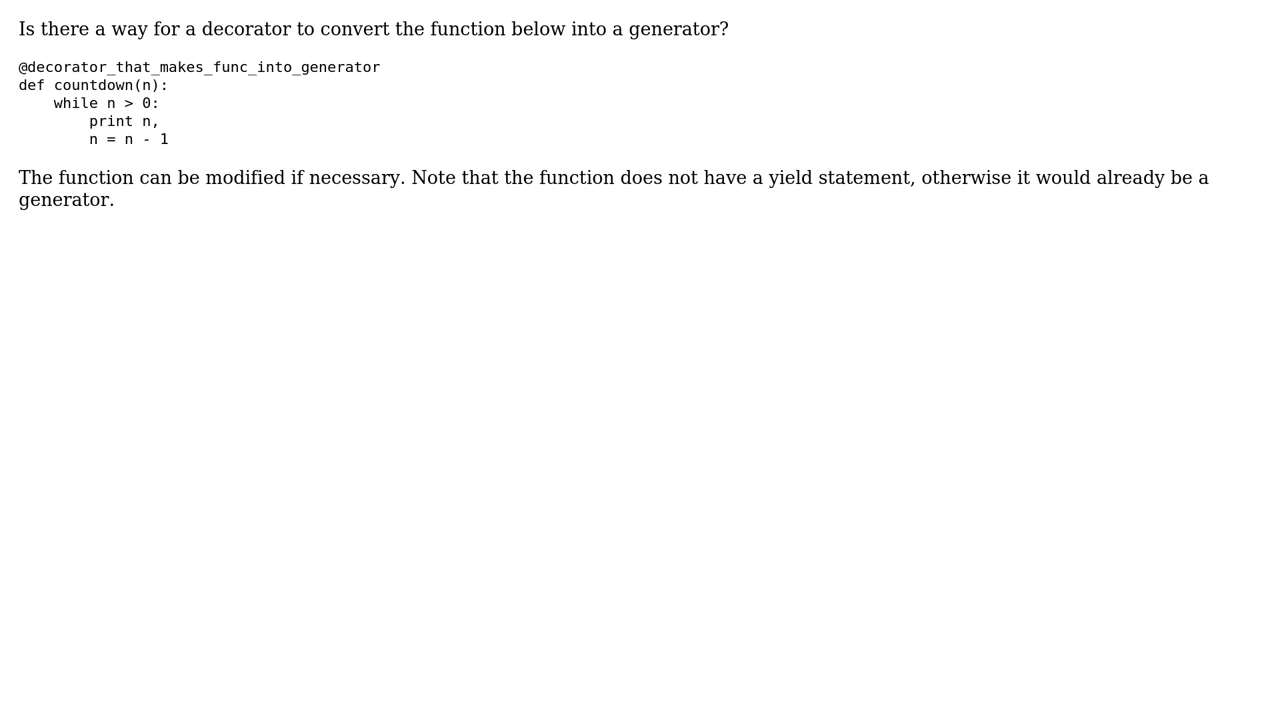 Is there a way for a decorator to convert the function below into a generator?
@decorator_that_makes_func_into_generator
def countdown(n):
    while n > 0:
        print n,
        n = n - 1
The function can be modified if necessary. Note that the function does not have a yield statement, otherwise it would already be a
generator.